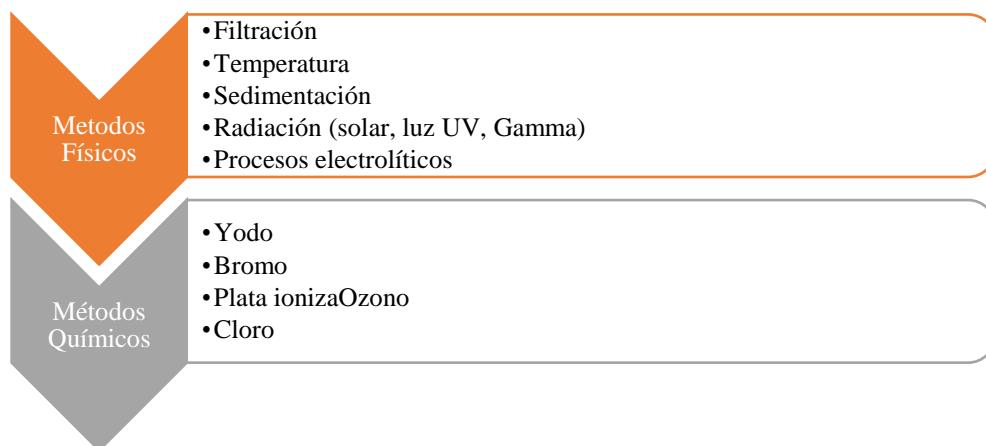 Metodos
Físicos
•Filtración
•Temperatura
•Sedimentación
•Radiación (solar, luz UV, Gamma)
•Procesos electrolíticos
Métodos
Químicos
•Yodo
•Bromo
•Plata ionizaOzono
•Cloro